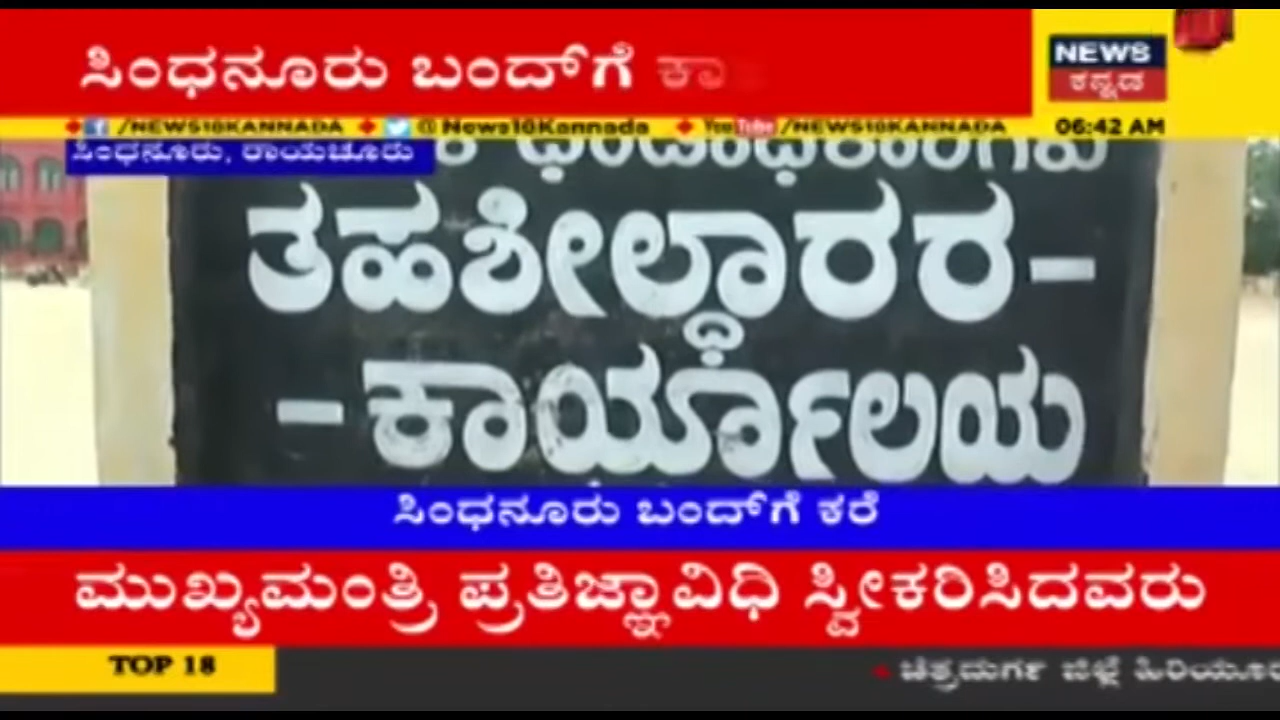 ಸಿಂಧನೂರು ಬಂದ್‌ಗೆ
NEWS
ಕನ್ನಡ
/NEWS18KANNADA @News18Kannada YouTube /NEWS18KANNADA
06:42 AM
ಸಿಂಧನೂರು, ರಾಯಚೂರು
ತಹಶೀಲ್ದಾರರ-
-ಕಾರ್ಯಾಲಯ
ಸಿಂಧನೂರು ಬಂದ್‌ಗೆ ಕರೆ
ಮುಖ್ಯಮಂತ್ರಿ ಪ್ರತಿಜ್ಞಾವಿಧಿ ಸ್ವೀಕರಿಸಿದವರು
TOP 18
ಚಿತ್ರದುರ್ಗ ಜಿಲ್ಲೆ ಹಿರಿಯೂರ